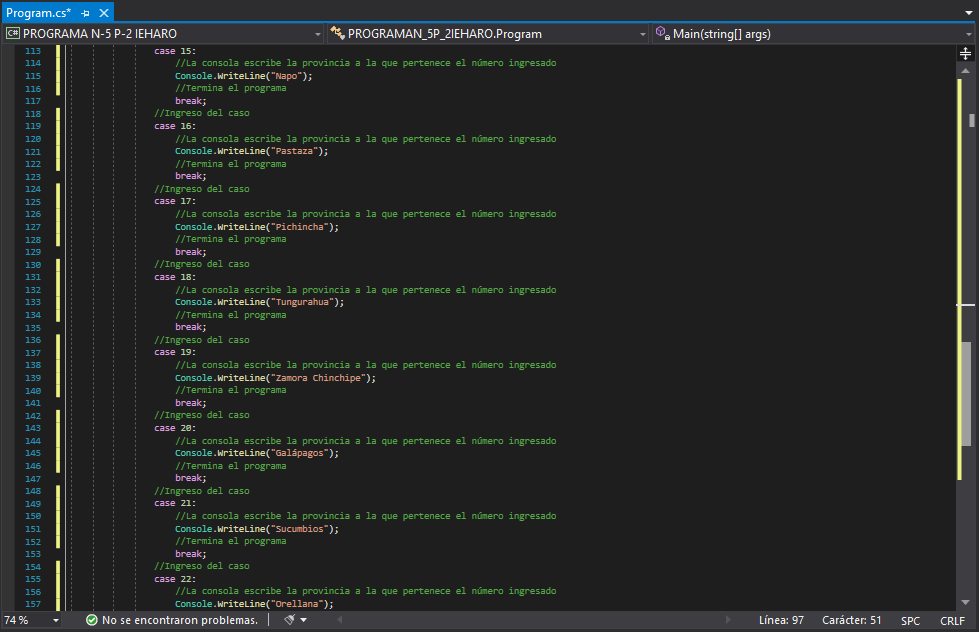 Program.cs*
PROGRAMA N-5 P-2 IEHARO PROGRAMAN_5P_2IEHARO.Program Main(string[] args)
113 case 15:
114 //La consola escribe la provincia a la que pertenece el número ingresado
115 Console.WriteLine("Napo");
116 //Termina el programa
117 break;
118 //Ingreso del caso
119 case 16:
120 //La consola escribe la provincia a la que pertenece el número ingresado
121 Console.WriteLine("Pastaza");
122 //Termina el programa
123 break;
124 //Ingreso del caso
125 case 17:
126 //La consola escribe la provincia a la que pertenece el número ingresado
127 Console.WriteLine("Pichincha");
128 //Termina el programa
129 break;
130 //Ingreso del caso
131 case 18:
132 //La consola escribe la provincia a la que pertenece el número ingresado
133 Console.WriteLine("Tungurahua");
134 //Termina el programa
135 break;
136 //Ingreso del caso
137 case 19:
138 //La consola escribe la provincia a la que pertenece el número ingresado
139 Console.WriteLine("Zamora Chinchipe");
140 //Termina el programa
141 break;
142 //Ingreso del caso
143 case 20:
144 //La consola escribe la provincia a la que pertenece el número ingresado
145 Console.WriteLine("Galápagos");
146 //Termina el programa
147 break;
148 //Ingreso del caso
149 case 21:
150 //La consola escribe la provincia a la que pertenece el número ingresado
151 Console.WriteLine("Sucumbios");
152 //Termina el programa
153 break;
154 //Ingreso del caso
155 case 22:
156 //La consola escribe la provincia a la que pertenece el número ingresado
157 Console.WriteLine("Orellana");
74 % No se encontraron problemas. Línea: 97 Carácter: 51 SPC CRLF